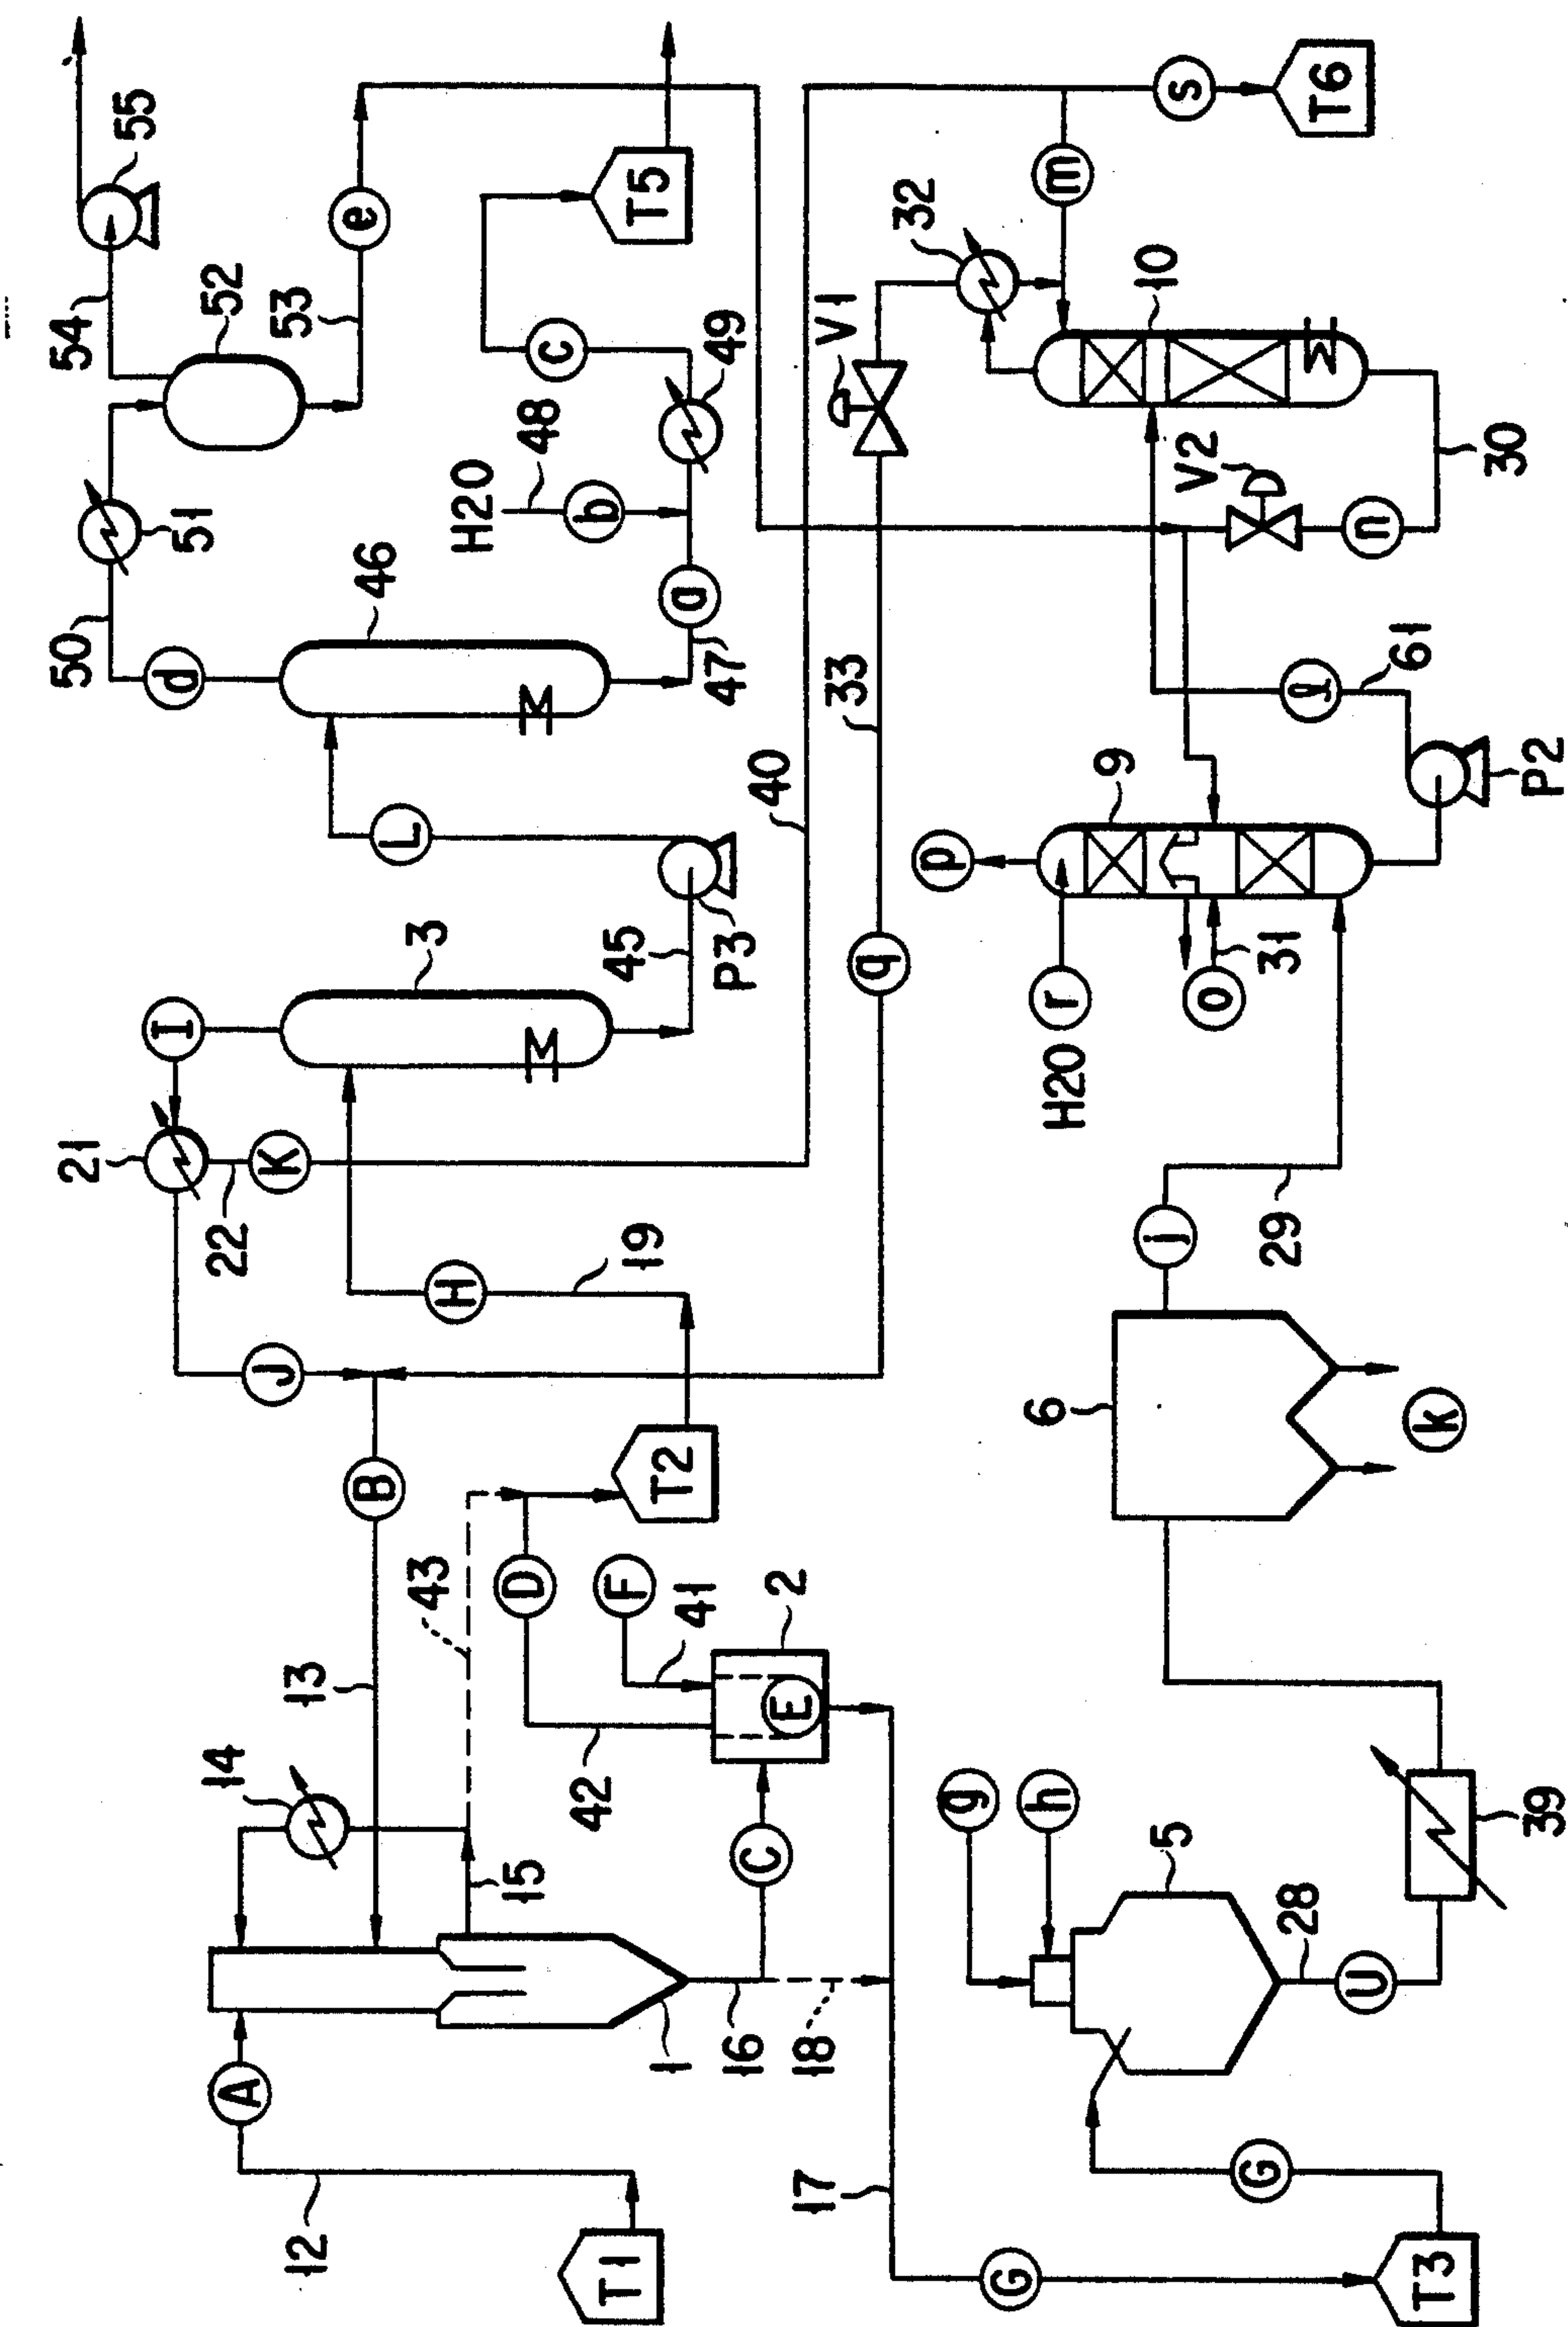 55
54
52
53
e
51
50
d
46
H20
48
b
c
49
a
47
T5
L
45
P3
3
I
21
22
K
H
19
J
T2
B
13
43
D
F
41
2
E
42
14
15
C
A
12
1
16
18
T1
17
G
T3
40
33
q
V1
32
m
s
T6
10
V2
n
30
ℓ
61
P2
9
p
r
H20
o
31
j
29
6
k
g
h
5
28
U
39
G